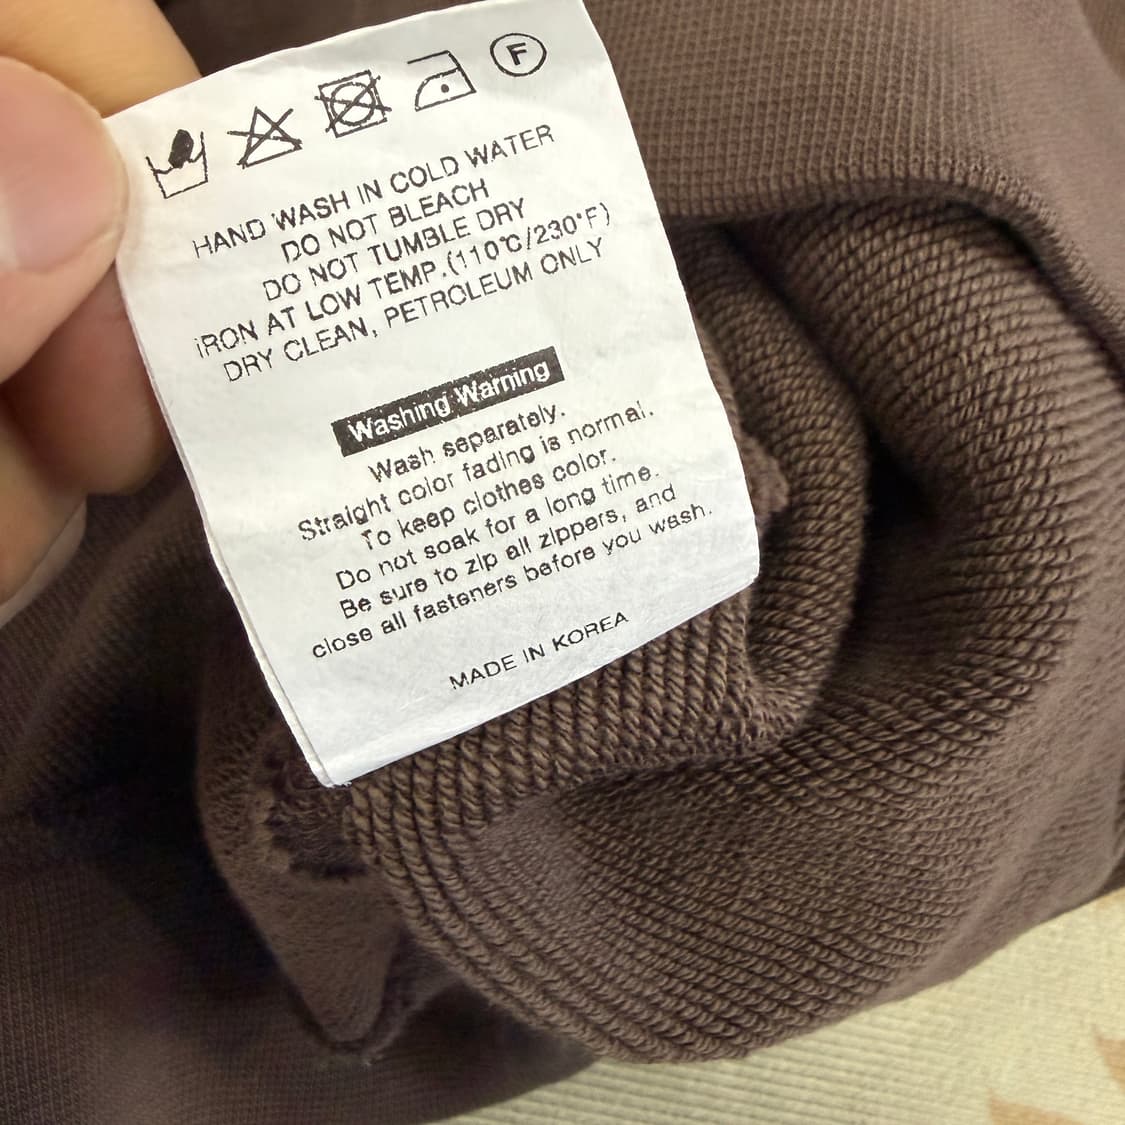 F
HAND WASH IN COLD WATER
DO NOT BLEACH
DO NOT TUMBLE DRY
IRON AT LOW TEMP.(110°C/230°F)
DRY CLEAN, PETROLEUM ONLY
Washing Warning
Wash separately.
Straight color fading is normal.
To keep clothes color.
Do not soak for a long time.
Be sure to zip all zippers, and
close all fasteners before you wash.
MADE IN KOREA